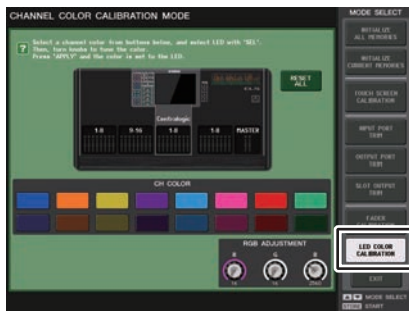 CHANNEL COLOR CALIBRATION MODE
Select a channel color from buttons below, and select LED with "SEL".
Then, turn knobs to tune the color.
Press "APPLY" and the color is set to the LED.
RESET
ALL
Centralogic
1-8
9-16
1-8
1-8
MASTER
CH COLOR
RGB ADJUSTMENT
R
G
B
MODE SELECT
INITIALIZE
ALL MEMORIES
INITIALIZE
CURRENT MEMORIES
TOUCH SCREEN
CALIBRATION
INPUT PORT
TRIM
OUTPUT PORT
TRIM
SLOT OUTPUT
TRIM
FADER
CALIBRATION
LED COLOR
CALIBRATION
EXIT
MODE SELECT
STORE START